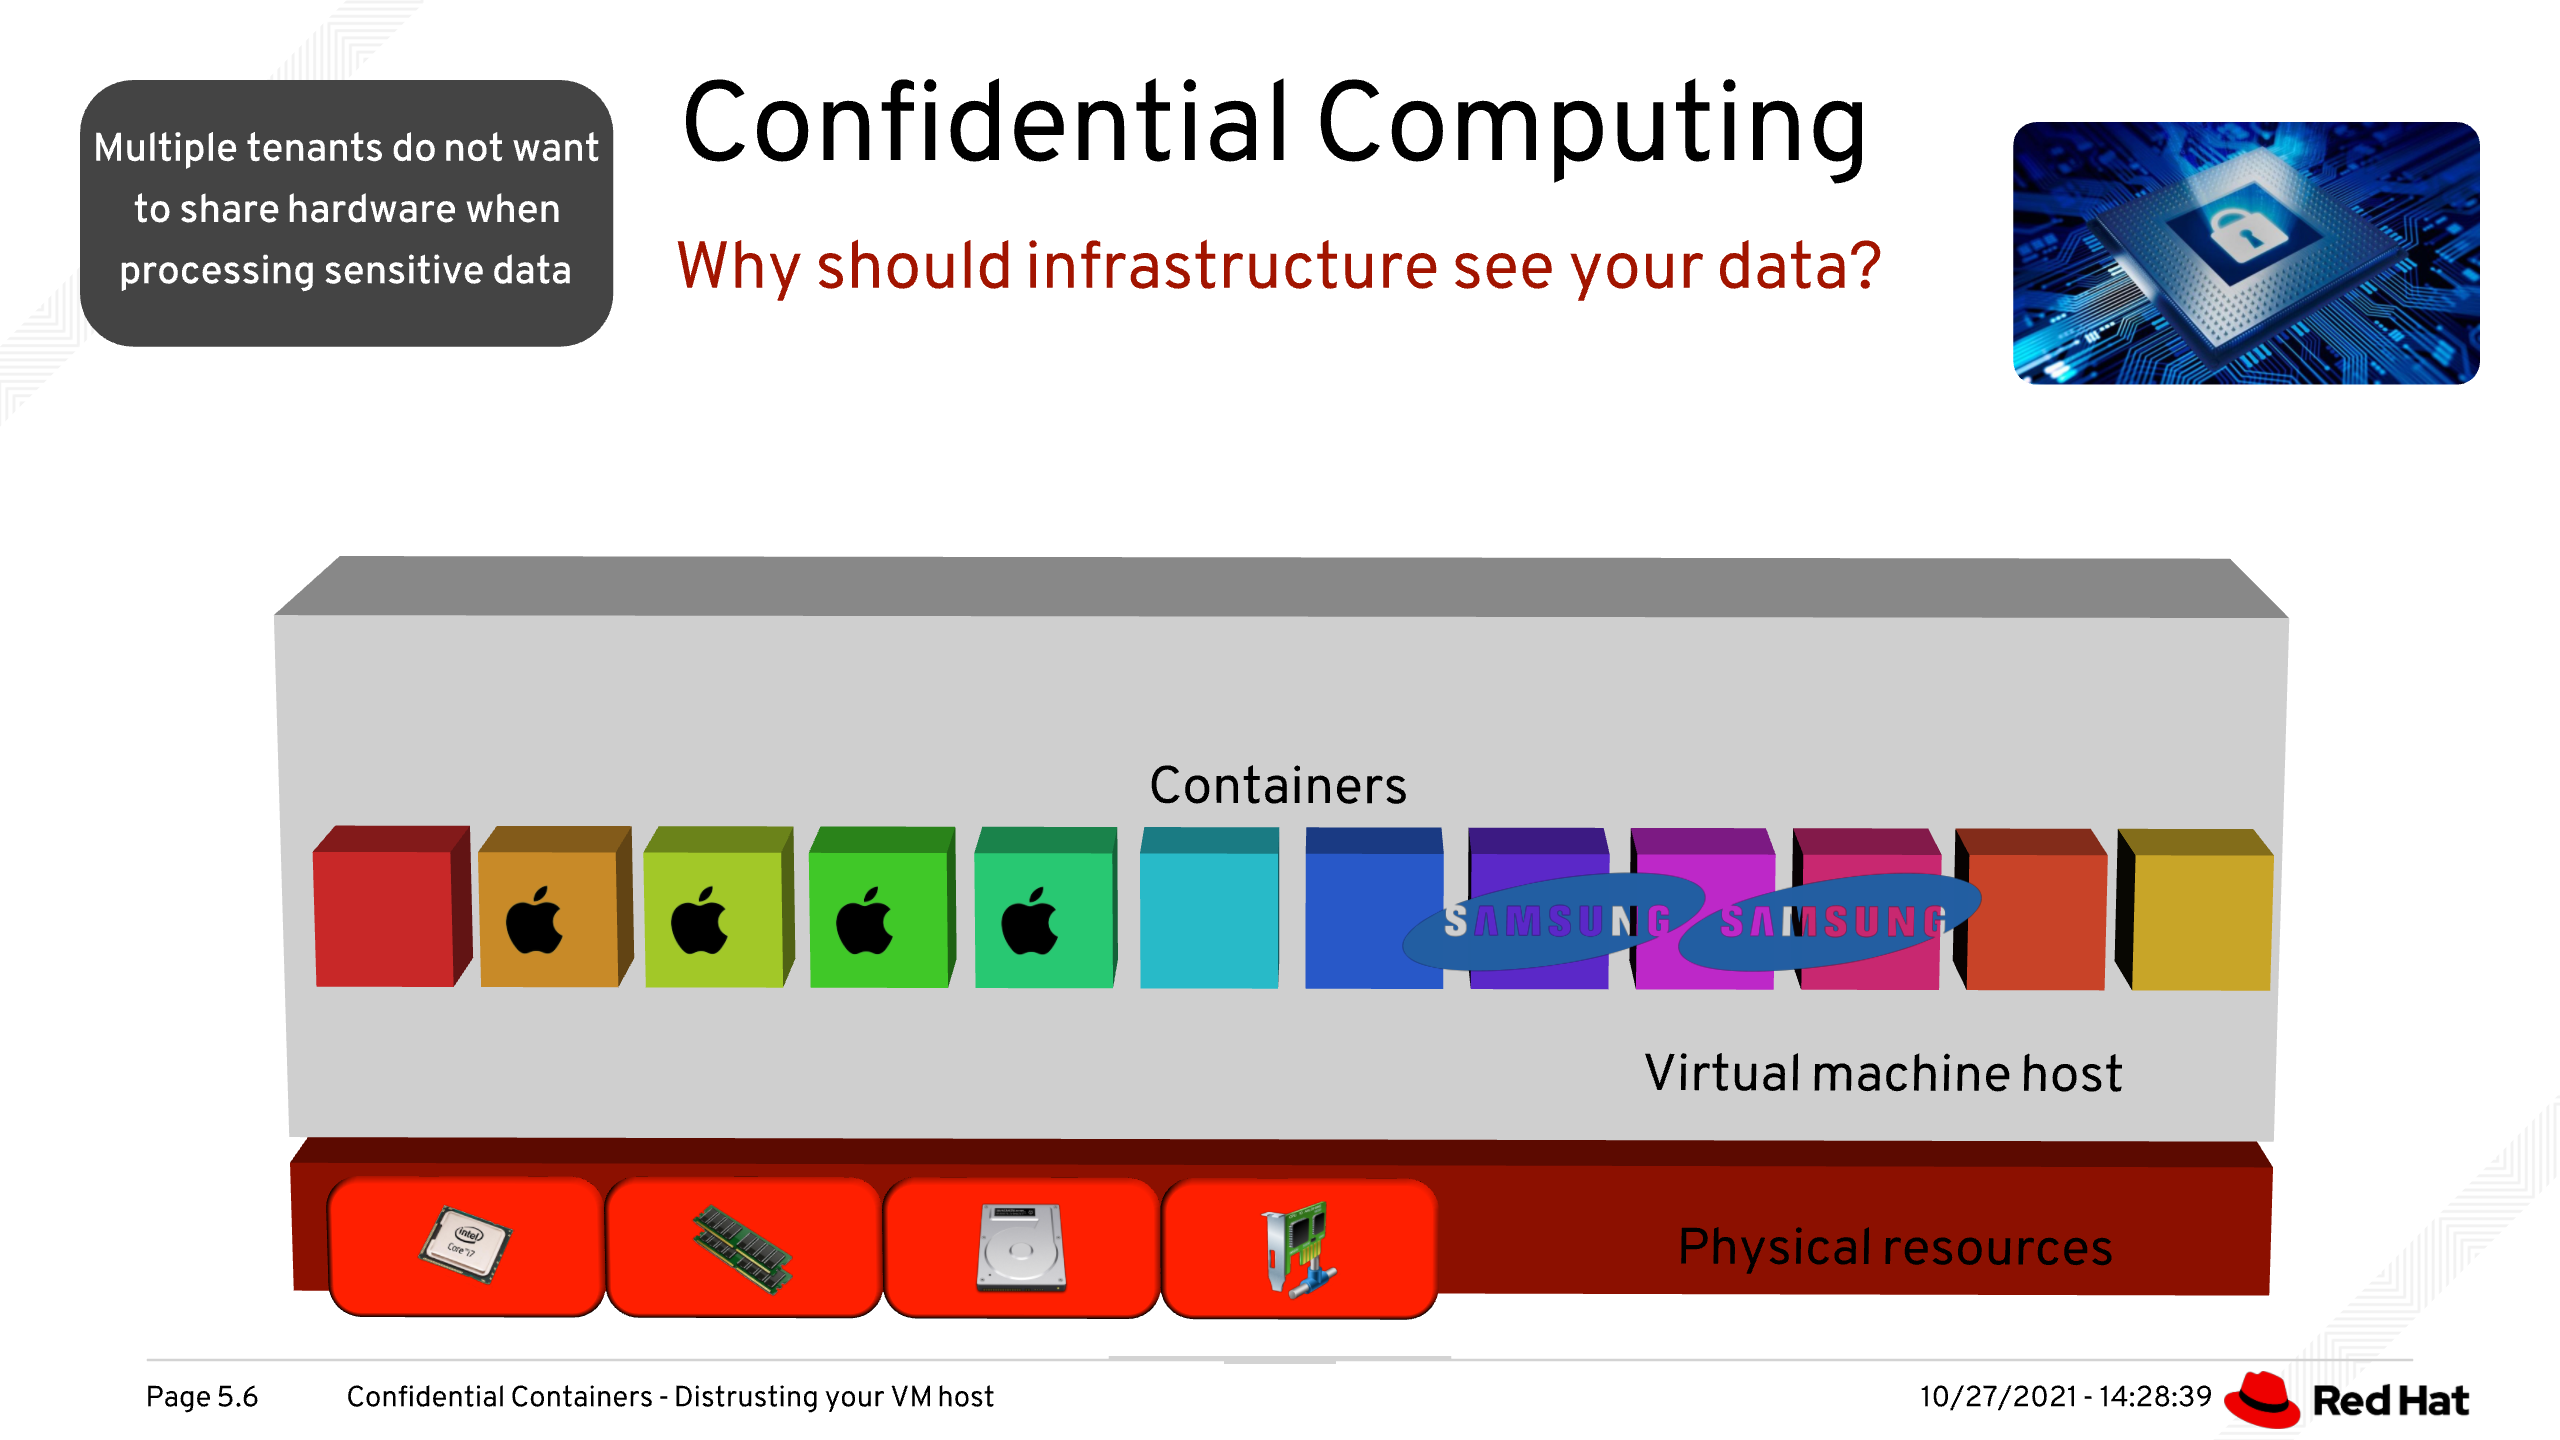 Multiple tenants do not want
to share hardware when
processing sensitive data
Confidential Computing
Why should infrastructure see your data?
Containers
SAMSUNG
SAMSUNG
Virtual machine host
intel
Core i7
Physical resources
Page 5.6
Confidential Containers - Distrusting your VM host
10/27/2021 - 14:28:39
Red Hat